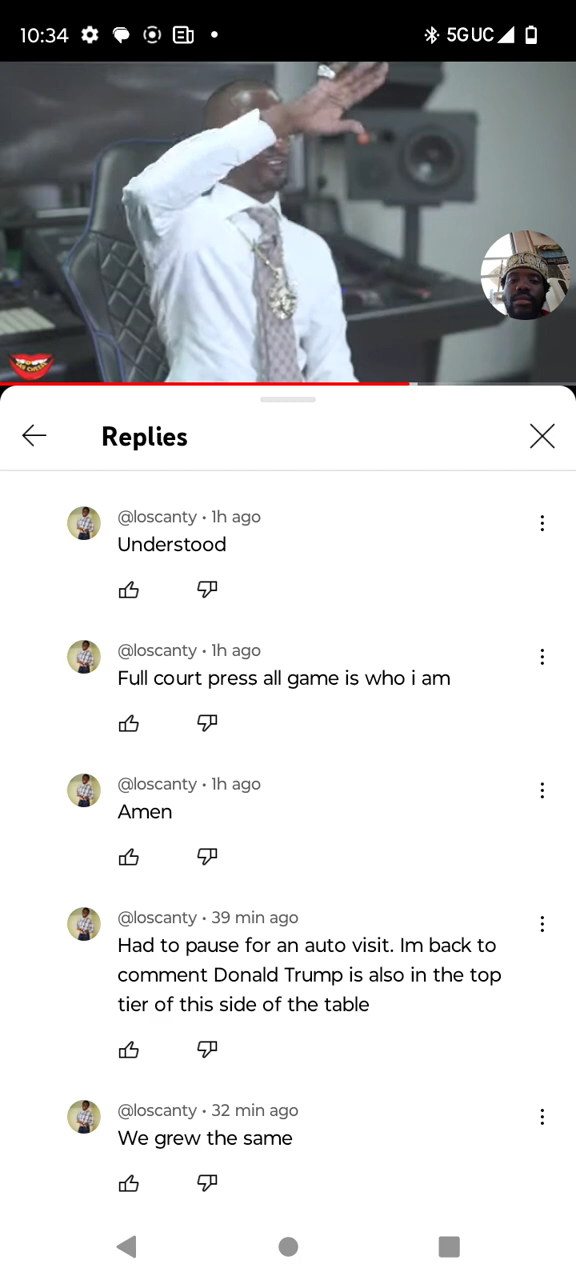 10:34
5G UC
SAY CHEESE
Replies
@loscanty • 1h ago
Understood
@loscanty • 1h ago
Full court press all game is who i am
@loscanty • 1h ago
Amen
@loscanty • 39 min ago
Had to pause for an auto visit. Im back to
comment Donald Trump is also in the top
tier of this side of the table
@loscanty • 32 min ago
We grew the same